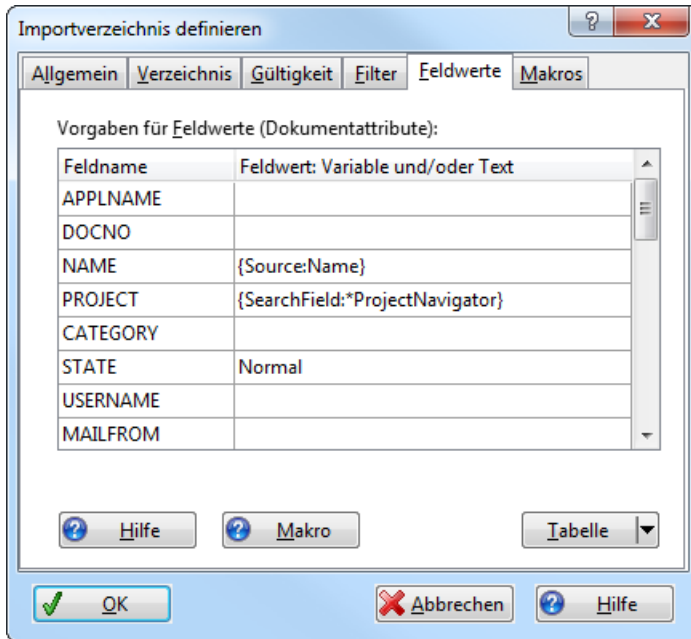 Importverzeichnis definieren
Allgemein Verzeichnis Gültigkeit Filter Feldwerte Makros
Vorgaben für Feldwerte (Dokumentattribute):
Feldname Feldwert: Variable und/oder Text
APPLNAME
DOCNO
NAME {Source:Name}
PROJECT {SearchField:*ProjectNavigator}
CATEGORY
STATE Normal
USERNAME
MAILFROM
Hilfe Makro Tabelle
OK Abbrechen Hilfe